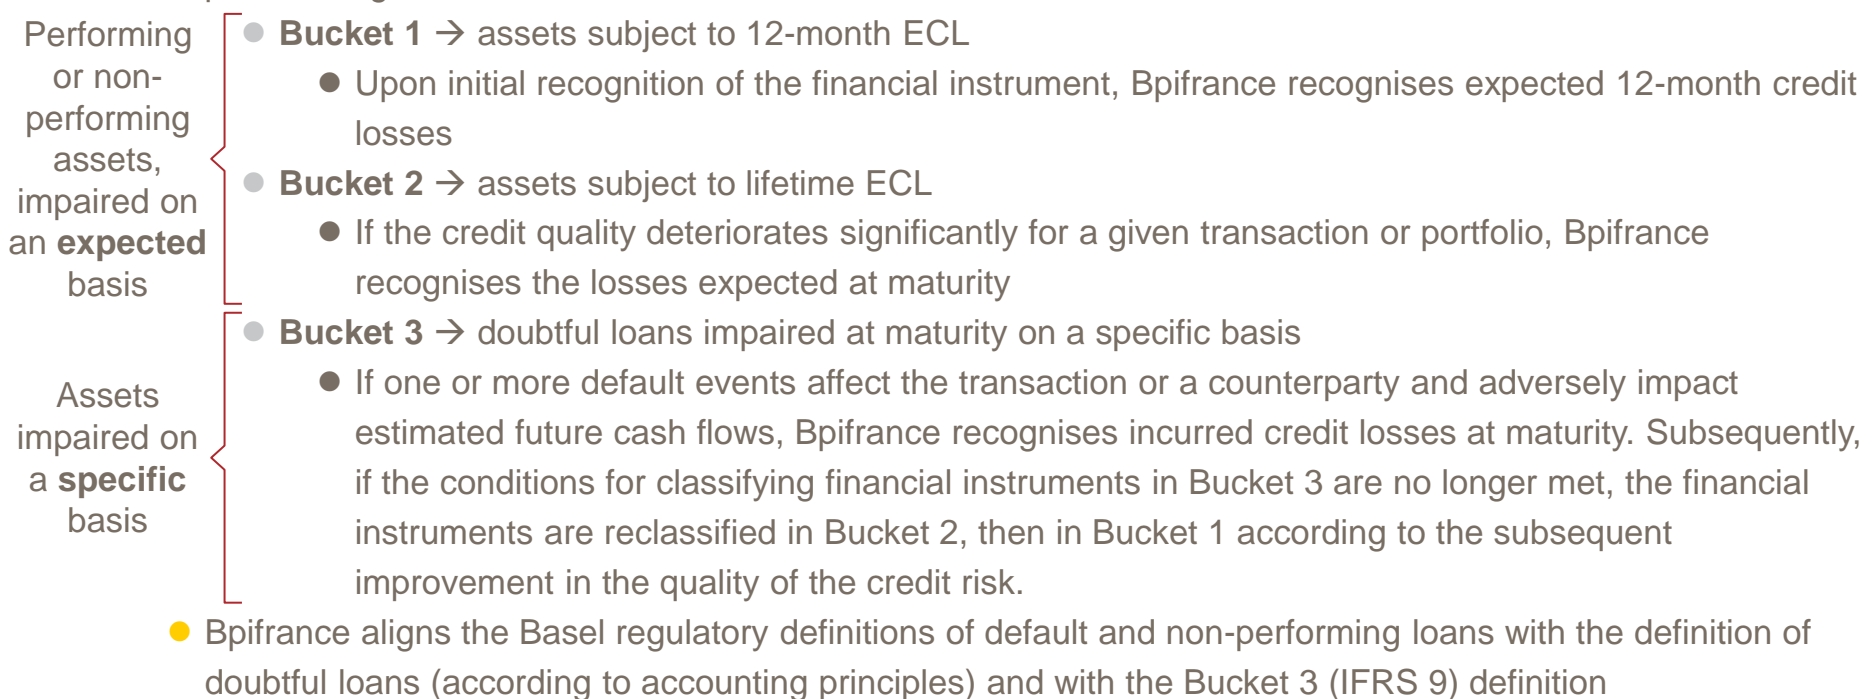 Performing
or non-
performing
assets,
impaired on
an expected
basis
Bucket 1 → assets subject to 12-month ECL
Upon initial recognition of the financial instrument, Bpifrance recognises expected 12-month credit
losses
Bucket 2 → assets subject to lifetime ECL
If the credit quality deteriorates significantly for a given transaction or portfolio, Bpifrance
recognises the losses expected at maturity
Assets
impaired on
a specific
basis
Bucket 3 → doubtful loans impaired at maturity on a specific basis
If one or more default events affect the transaction or a counterparty and adversely impact
estimated future cash flows, Bpifrance recognises incurred credit losses at maturity. Subsequently,
if the conditions for classifying financial instruments in Bucket 3 are no longer met, the financial
instruments are reclassified in Bucket 2, then in Bucket 1 according to the subsequent
improvement in the quality of the credit risk.
Bpifrance aligns the Basel regulatory definitions of default and non-performing loans with the definition of
doubtful loans (according to accounting principles) and with the Bucket 3 (IFRS 9) definition